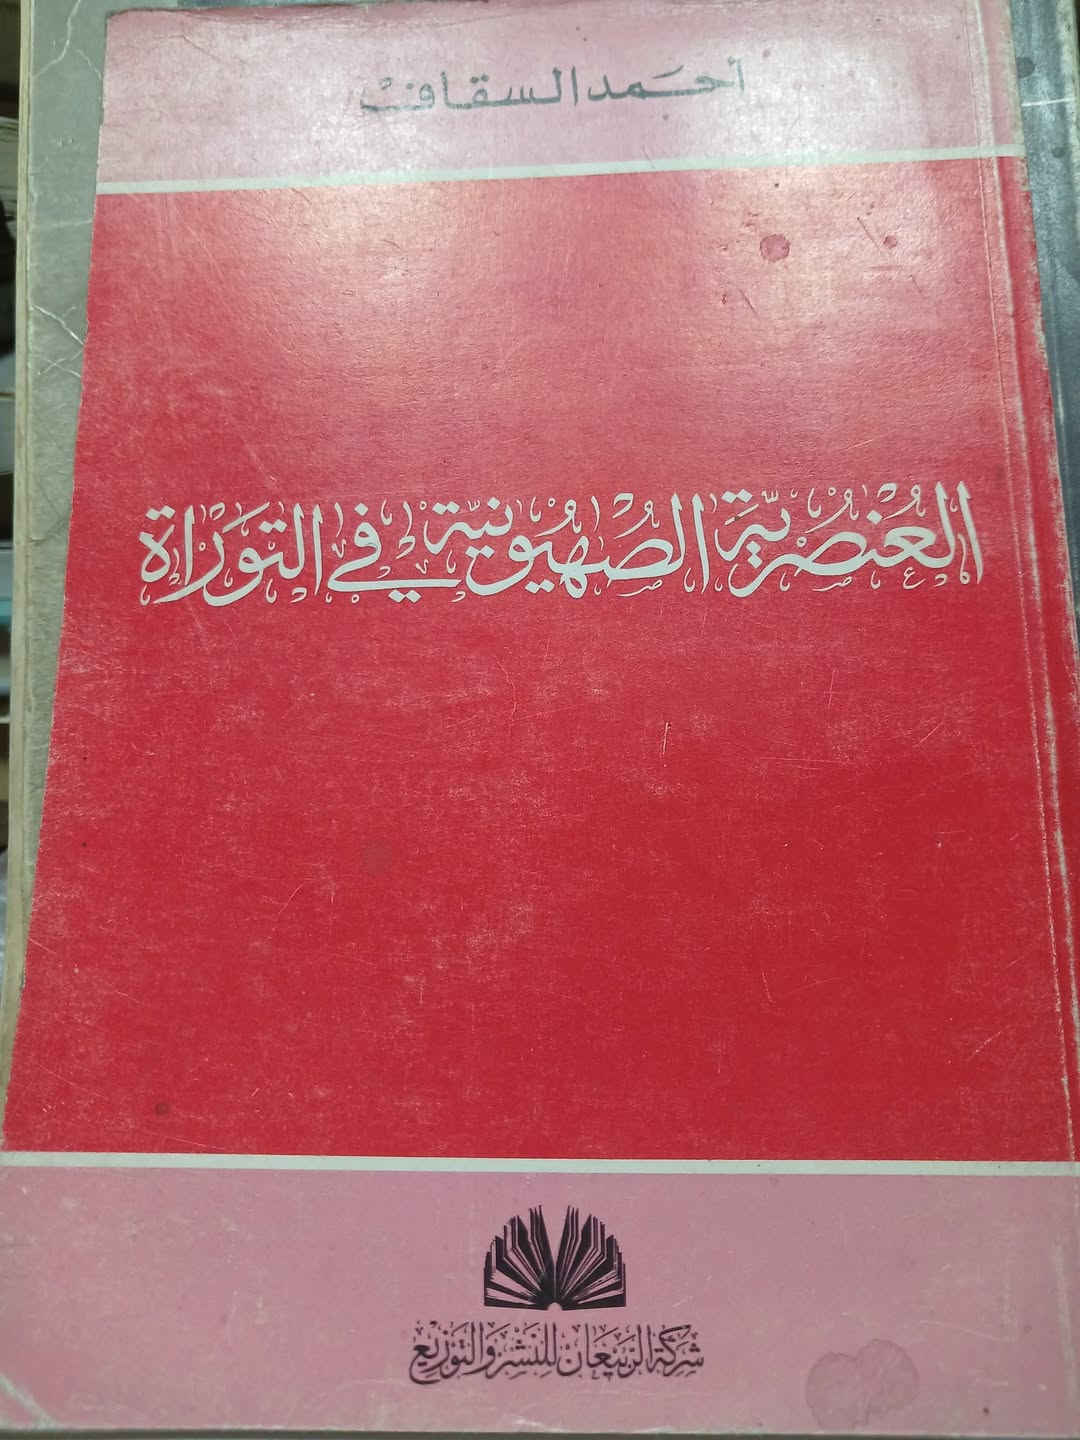 أحمد السقاف
العنصرية الصهيونية في التوراة
شركة الربيعان للنشر والتوزيع